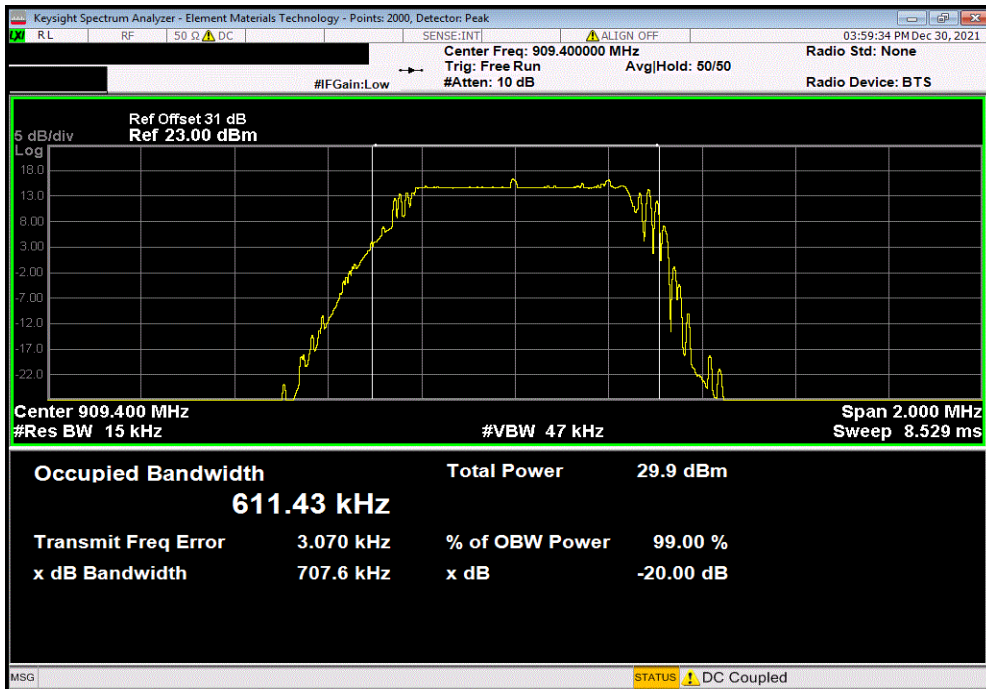 Keysight Spectrum Analyzer - Element Materials Technology - Points: 2000, Detector: Peak
LXI RL RF 50 Ω DC SENSE:INT ALIGN OFF 03:59:34 PM Dec 30, 2021
Center Freq: 909.400000 MHz Radio Std: None
Trig: Free Run Avg|Hold: 50/50
#IFGain:Low #Atten: 10 dB Radio Device: BTS
Ref Offset 31 dB
5 dB/div Ref 23.00 dBm
Log
18.0
13.0
8.00
3.00
-2.00
-7.00
-12.0
-17.0
-22.0
Center 909.400 MHz Span 2.000 MHz
#Res BW 15 kHz #VBW 47 kHz Sweep 8.529 ms
Occupied Bandwidth Total Power 29.9 dBm
611.43 kHz
Transmit Freq Error 3.070 kHz % of OBW Power 99.00 %
x dB Bandwidth 707.6 kHz x dB -20.00 dB
MSG STATUS DC Coupled